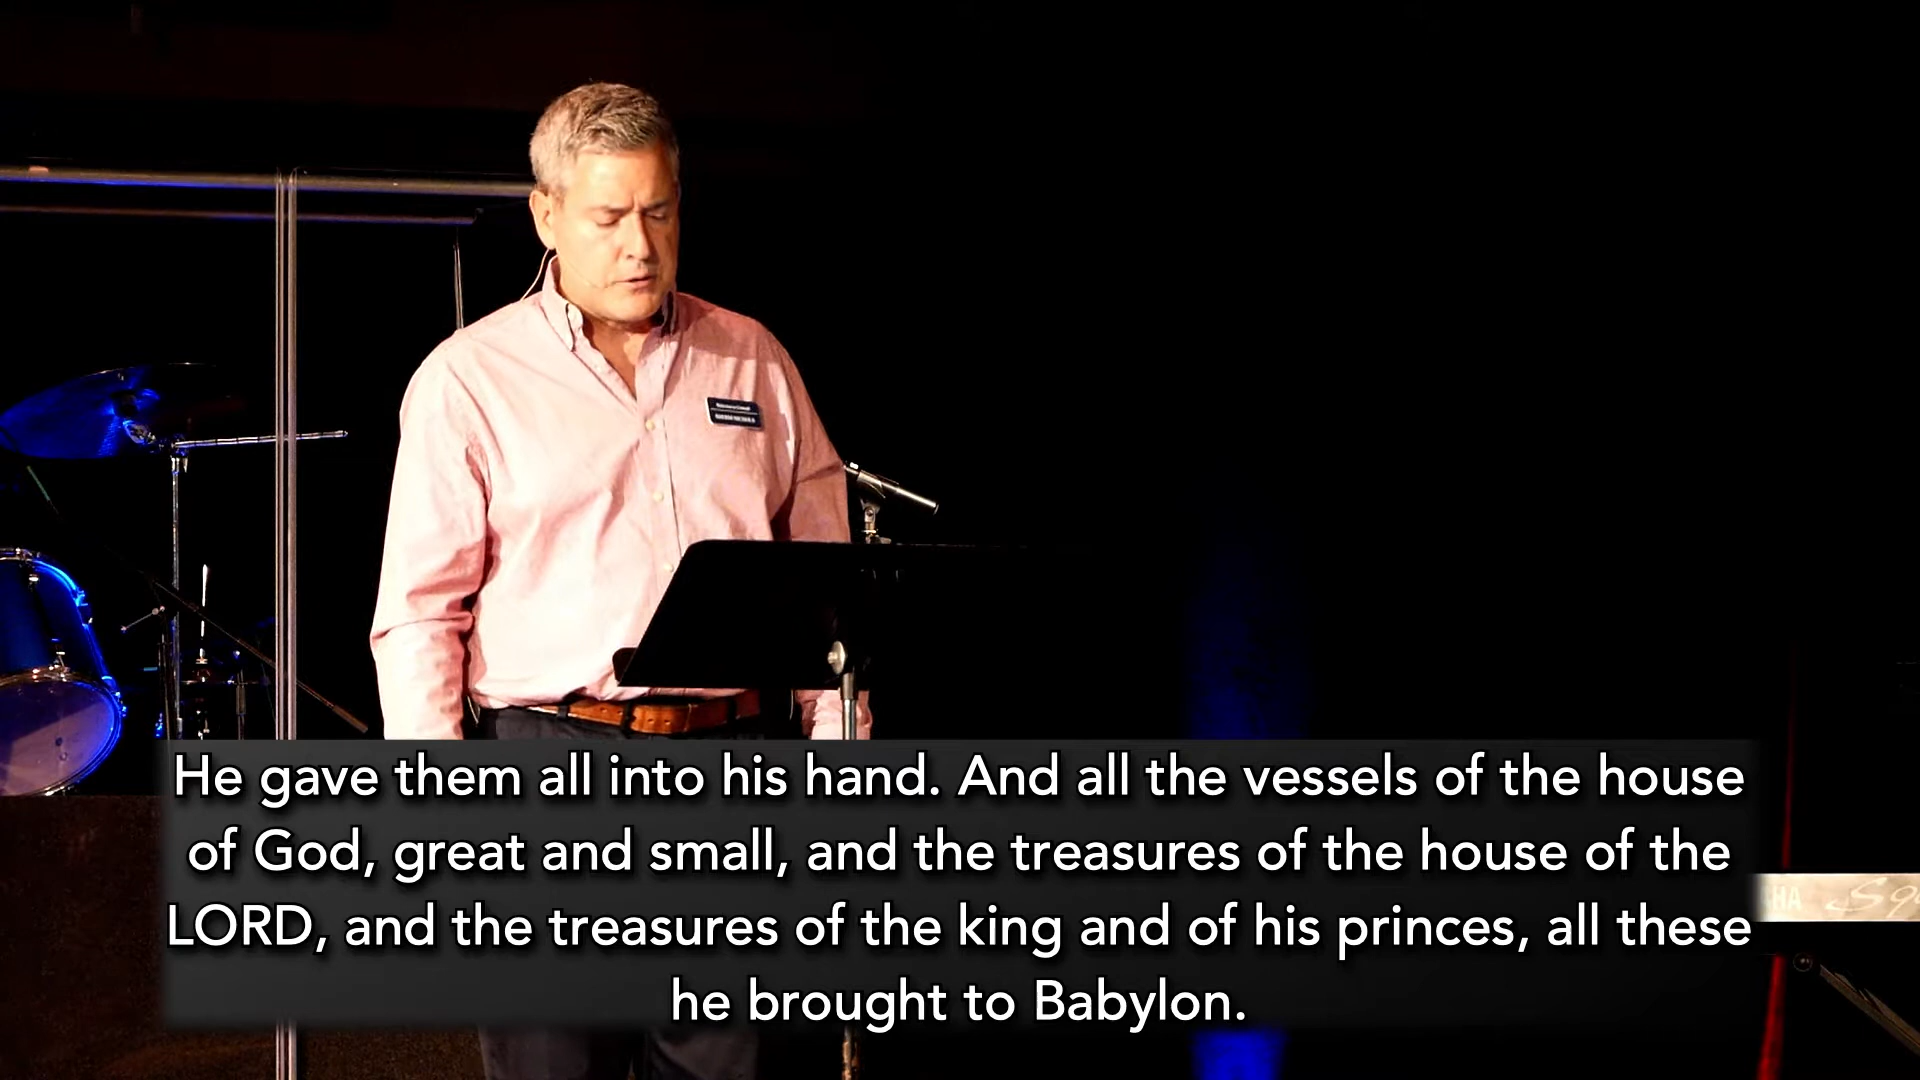 He gave them all into his hand. And all the vessels of the house
of God, great and small, and the treasures of the house of the
LORD, and the treasures of the king and of his princes, all these
he brought to Babylon.
HA